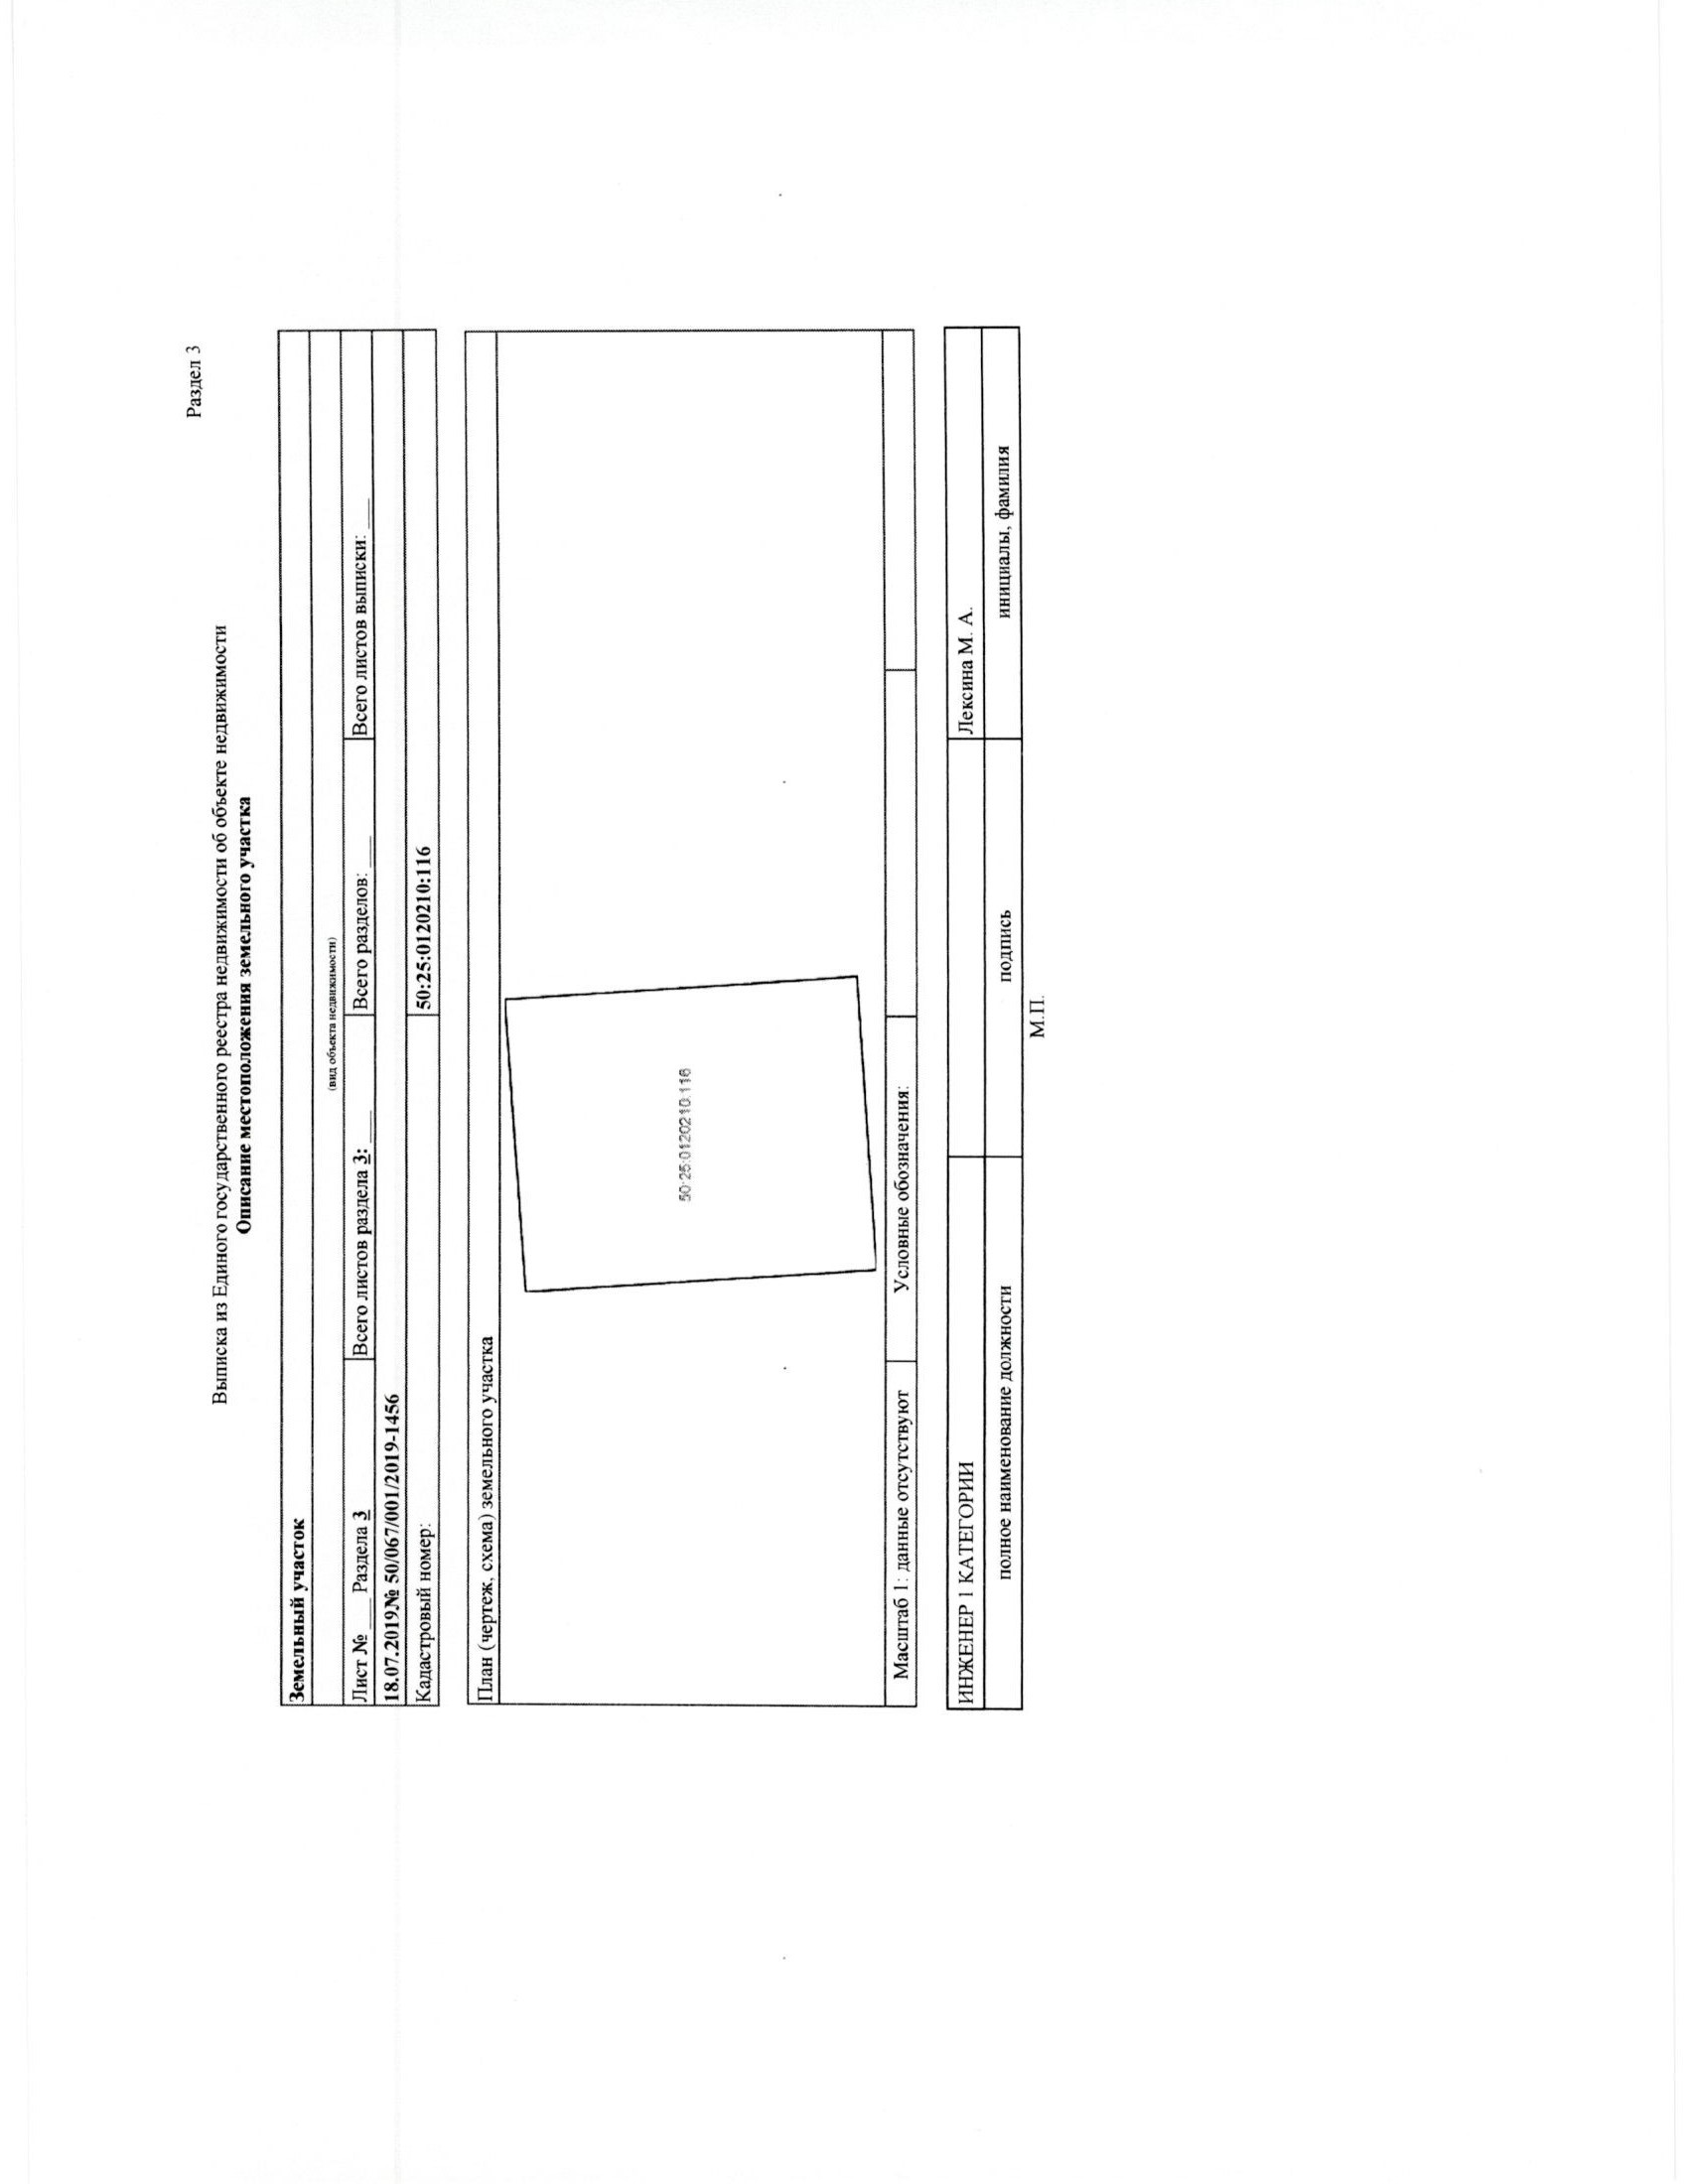 Раздел 3
Выписка из Единого государственного реестра недвижимости об объекте недвижимости
Описание местоположения земельного участка
Земельный участок
(вид объекта недвижимости)
Лист № ___ Раздела 3 Всего листов раздела 3: ___ Всего разделов: ___ Всего листов выписки: ___
18.07.2019№ 50/067/001/2019-1456
Кадастровый номер: 50:25:0120210:116
План (чертеж, схема) земельного участка
50:25:0120210:116
Масштаб 1: данные отсутствуют Условные обозначения:
ИНЖЕНЕР 1 КАТЕГОРИИ Лексина М. А.
полное наименование должности подпись инициалы, фамилия
М.П.